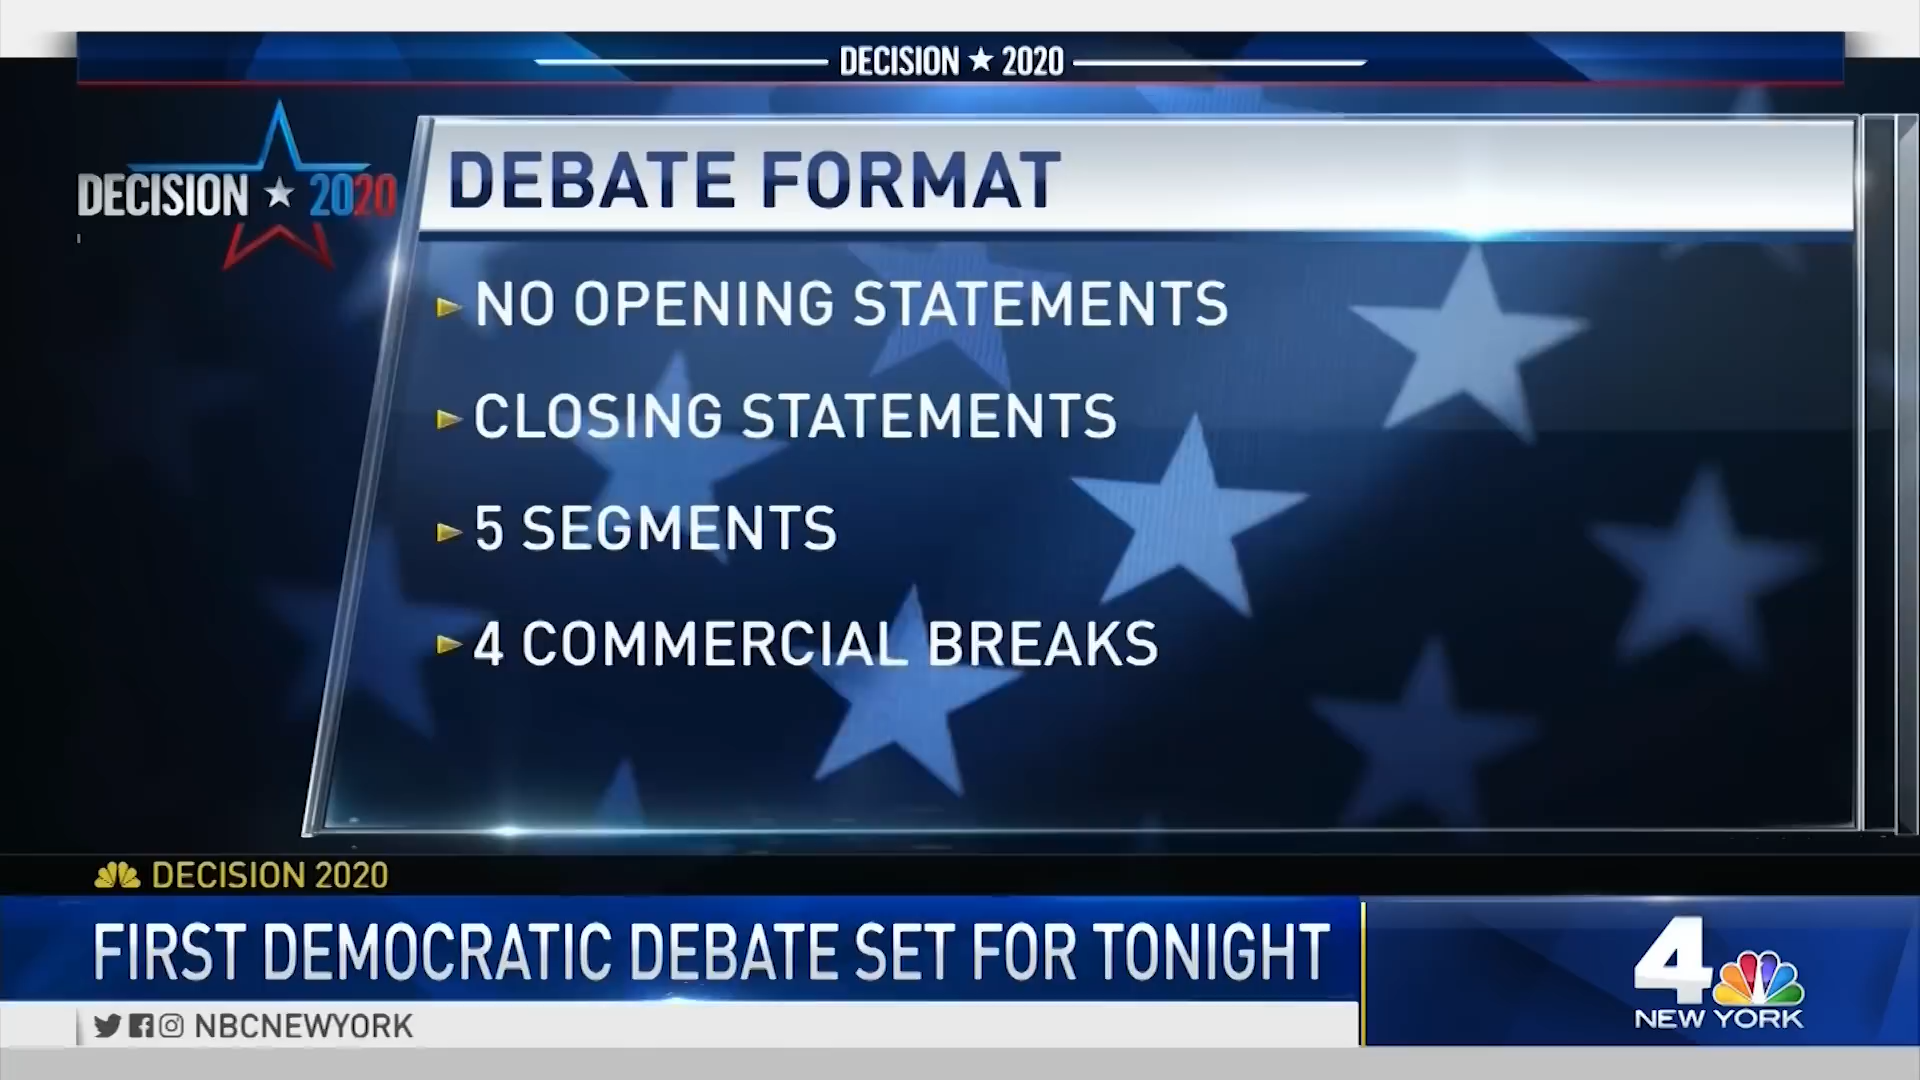 DECISION ★ 2020
DECISION ★ 2020
DEBATE FORMAT
NO OPENING STATEMENTS
CLOSING STATEMENTS
5 SEGMENTS
4 COMMERCIAL BREAKS
DECISION 2020
FIRST DEMOCRATIC DEBATE SET FOR TONIGHT
4
NEW YORK
NBCNEWYORK